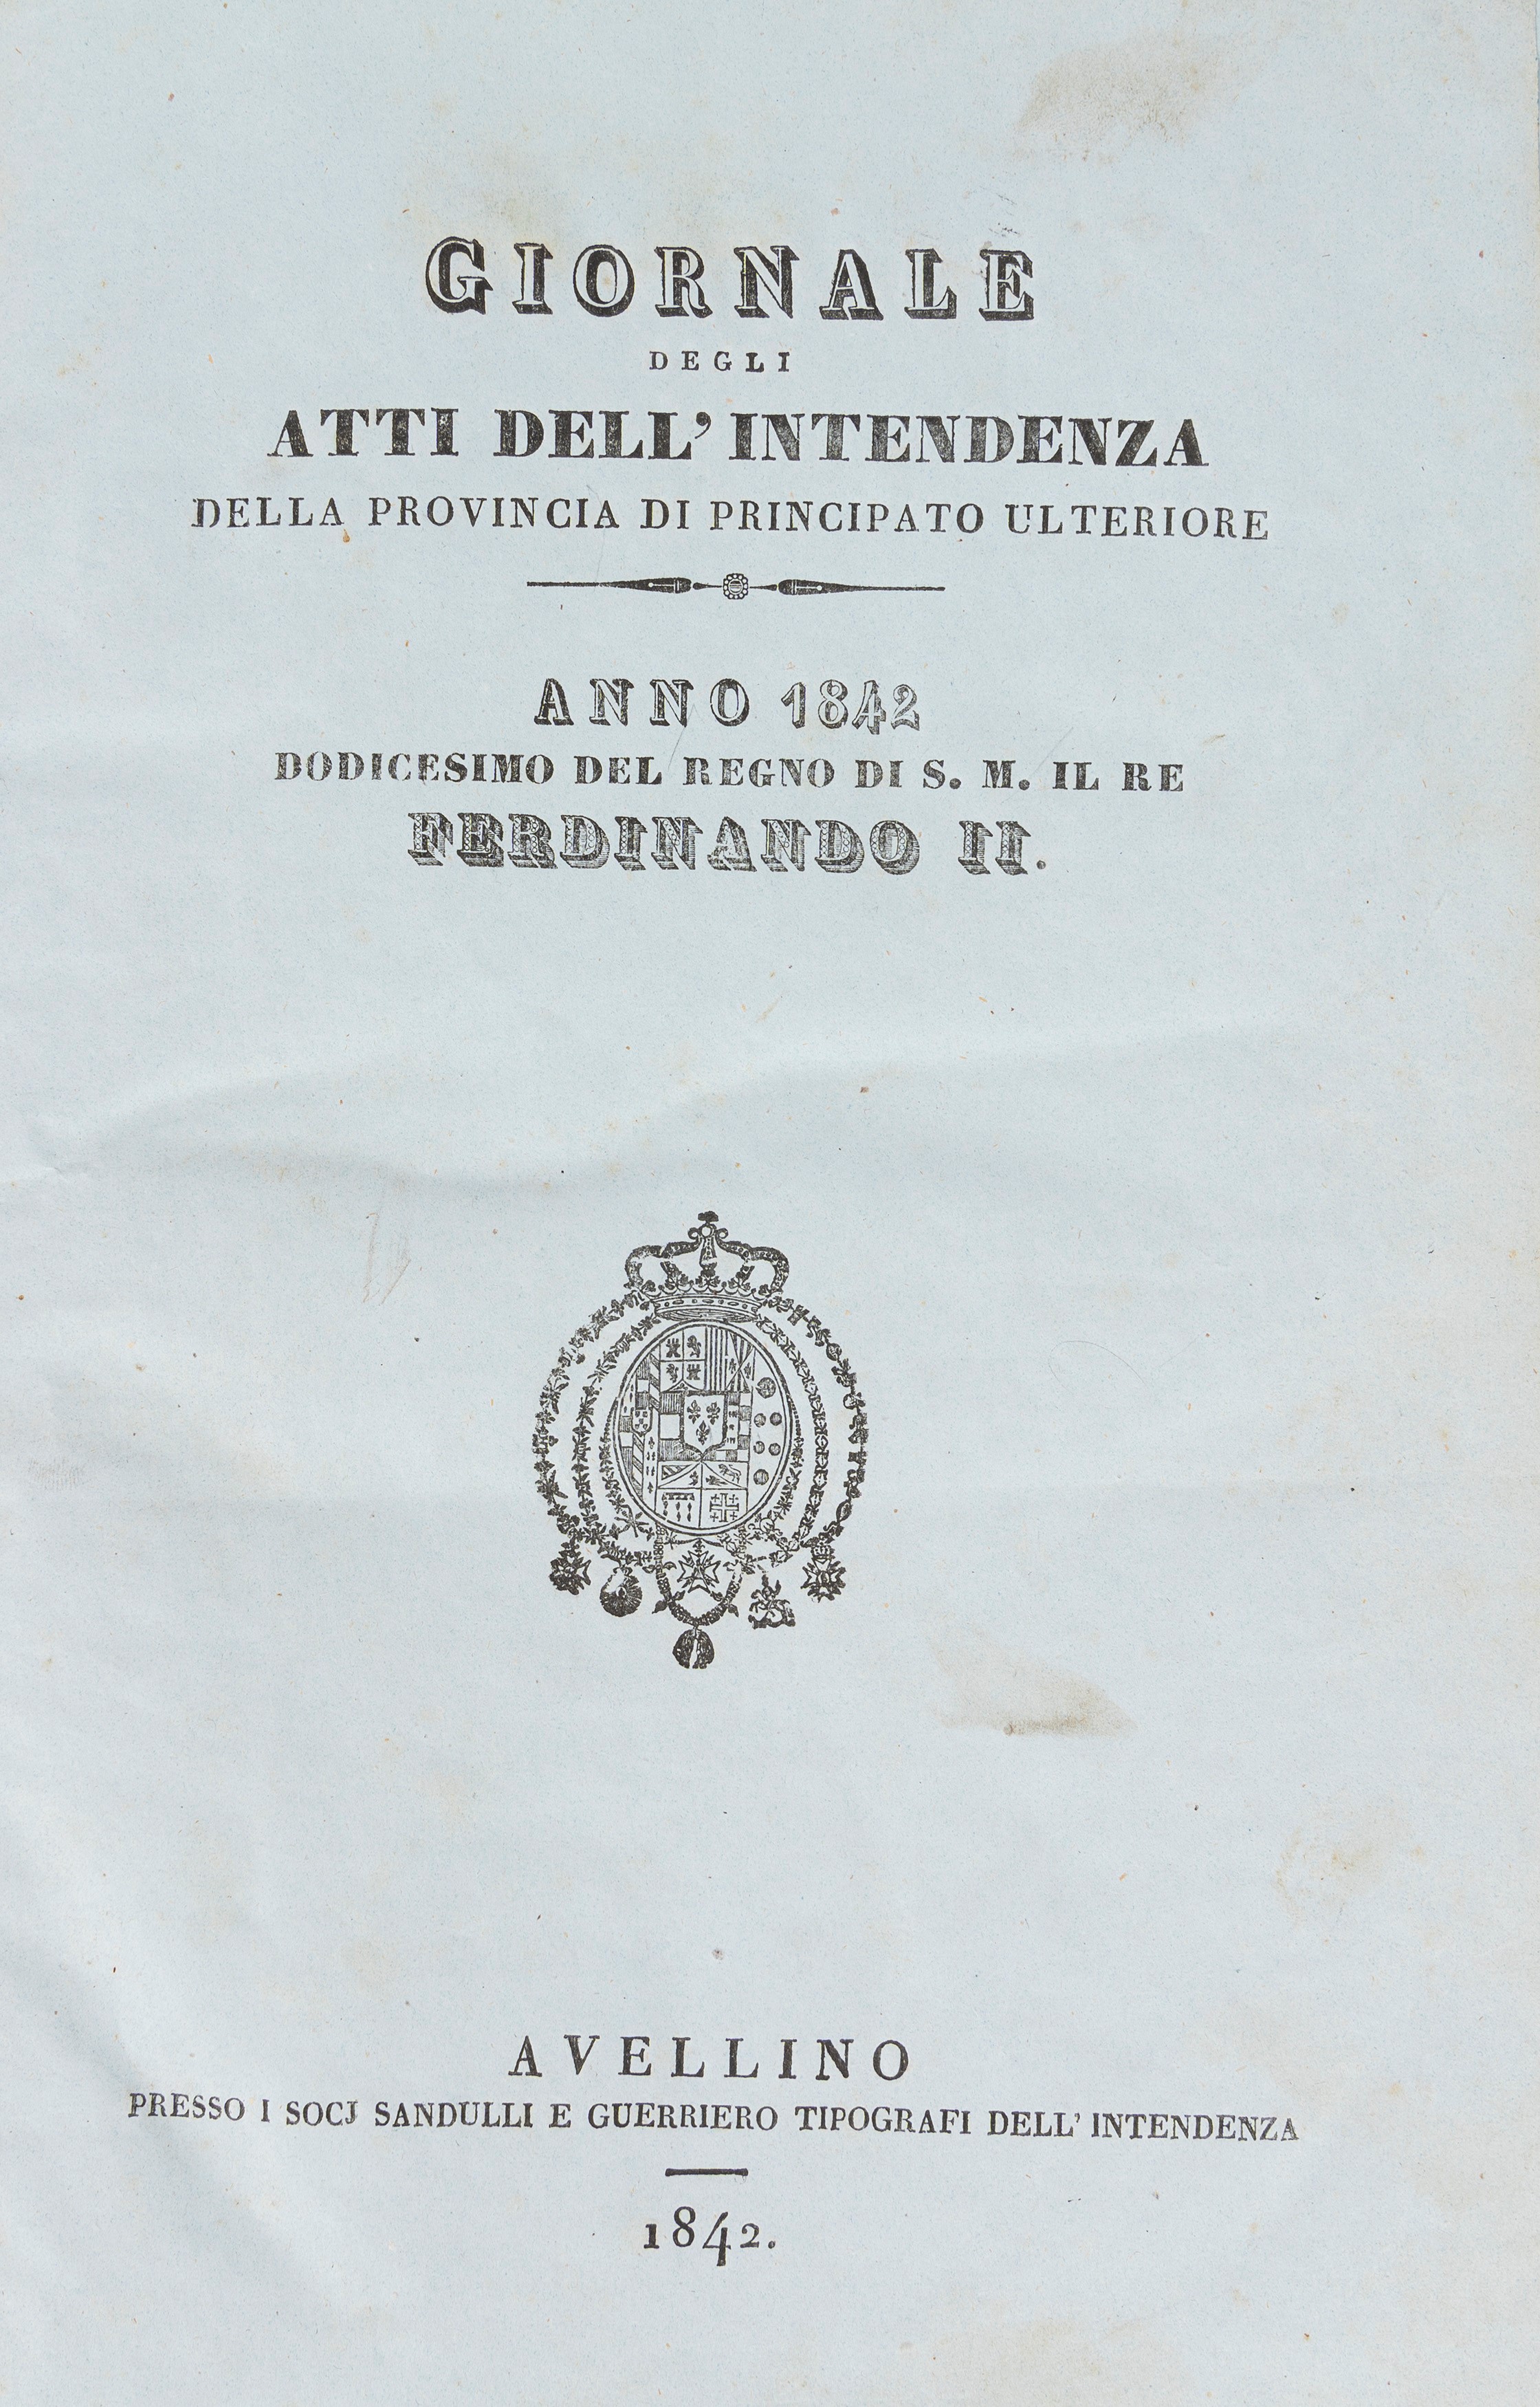 GIORNALE
DEGLI
ATTI DELL'INTENDENZA
DELLA PROVINCIA DI PRINCIPATO ULTERIORE
ANNO 1842
DODICESIMO DEL REGNO DI S. M. IL RE
FERDINANDO II.
AVELLINO
PRESSO I SOCJ SANDULLI E GUERRIERO TIPOGRAFI DELL' INTENDENZA
1842.